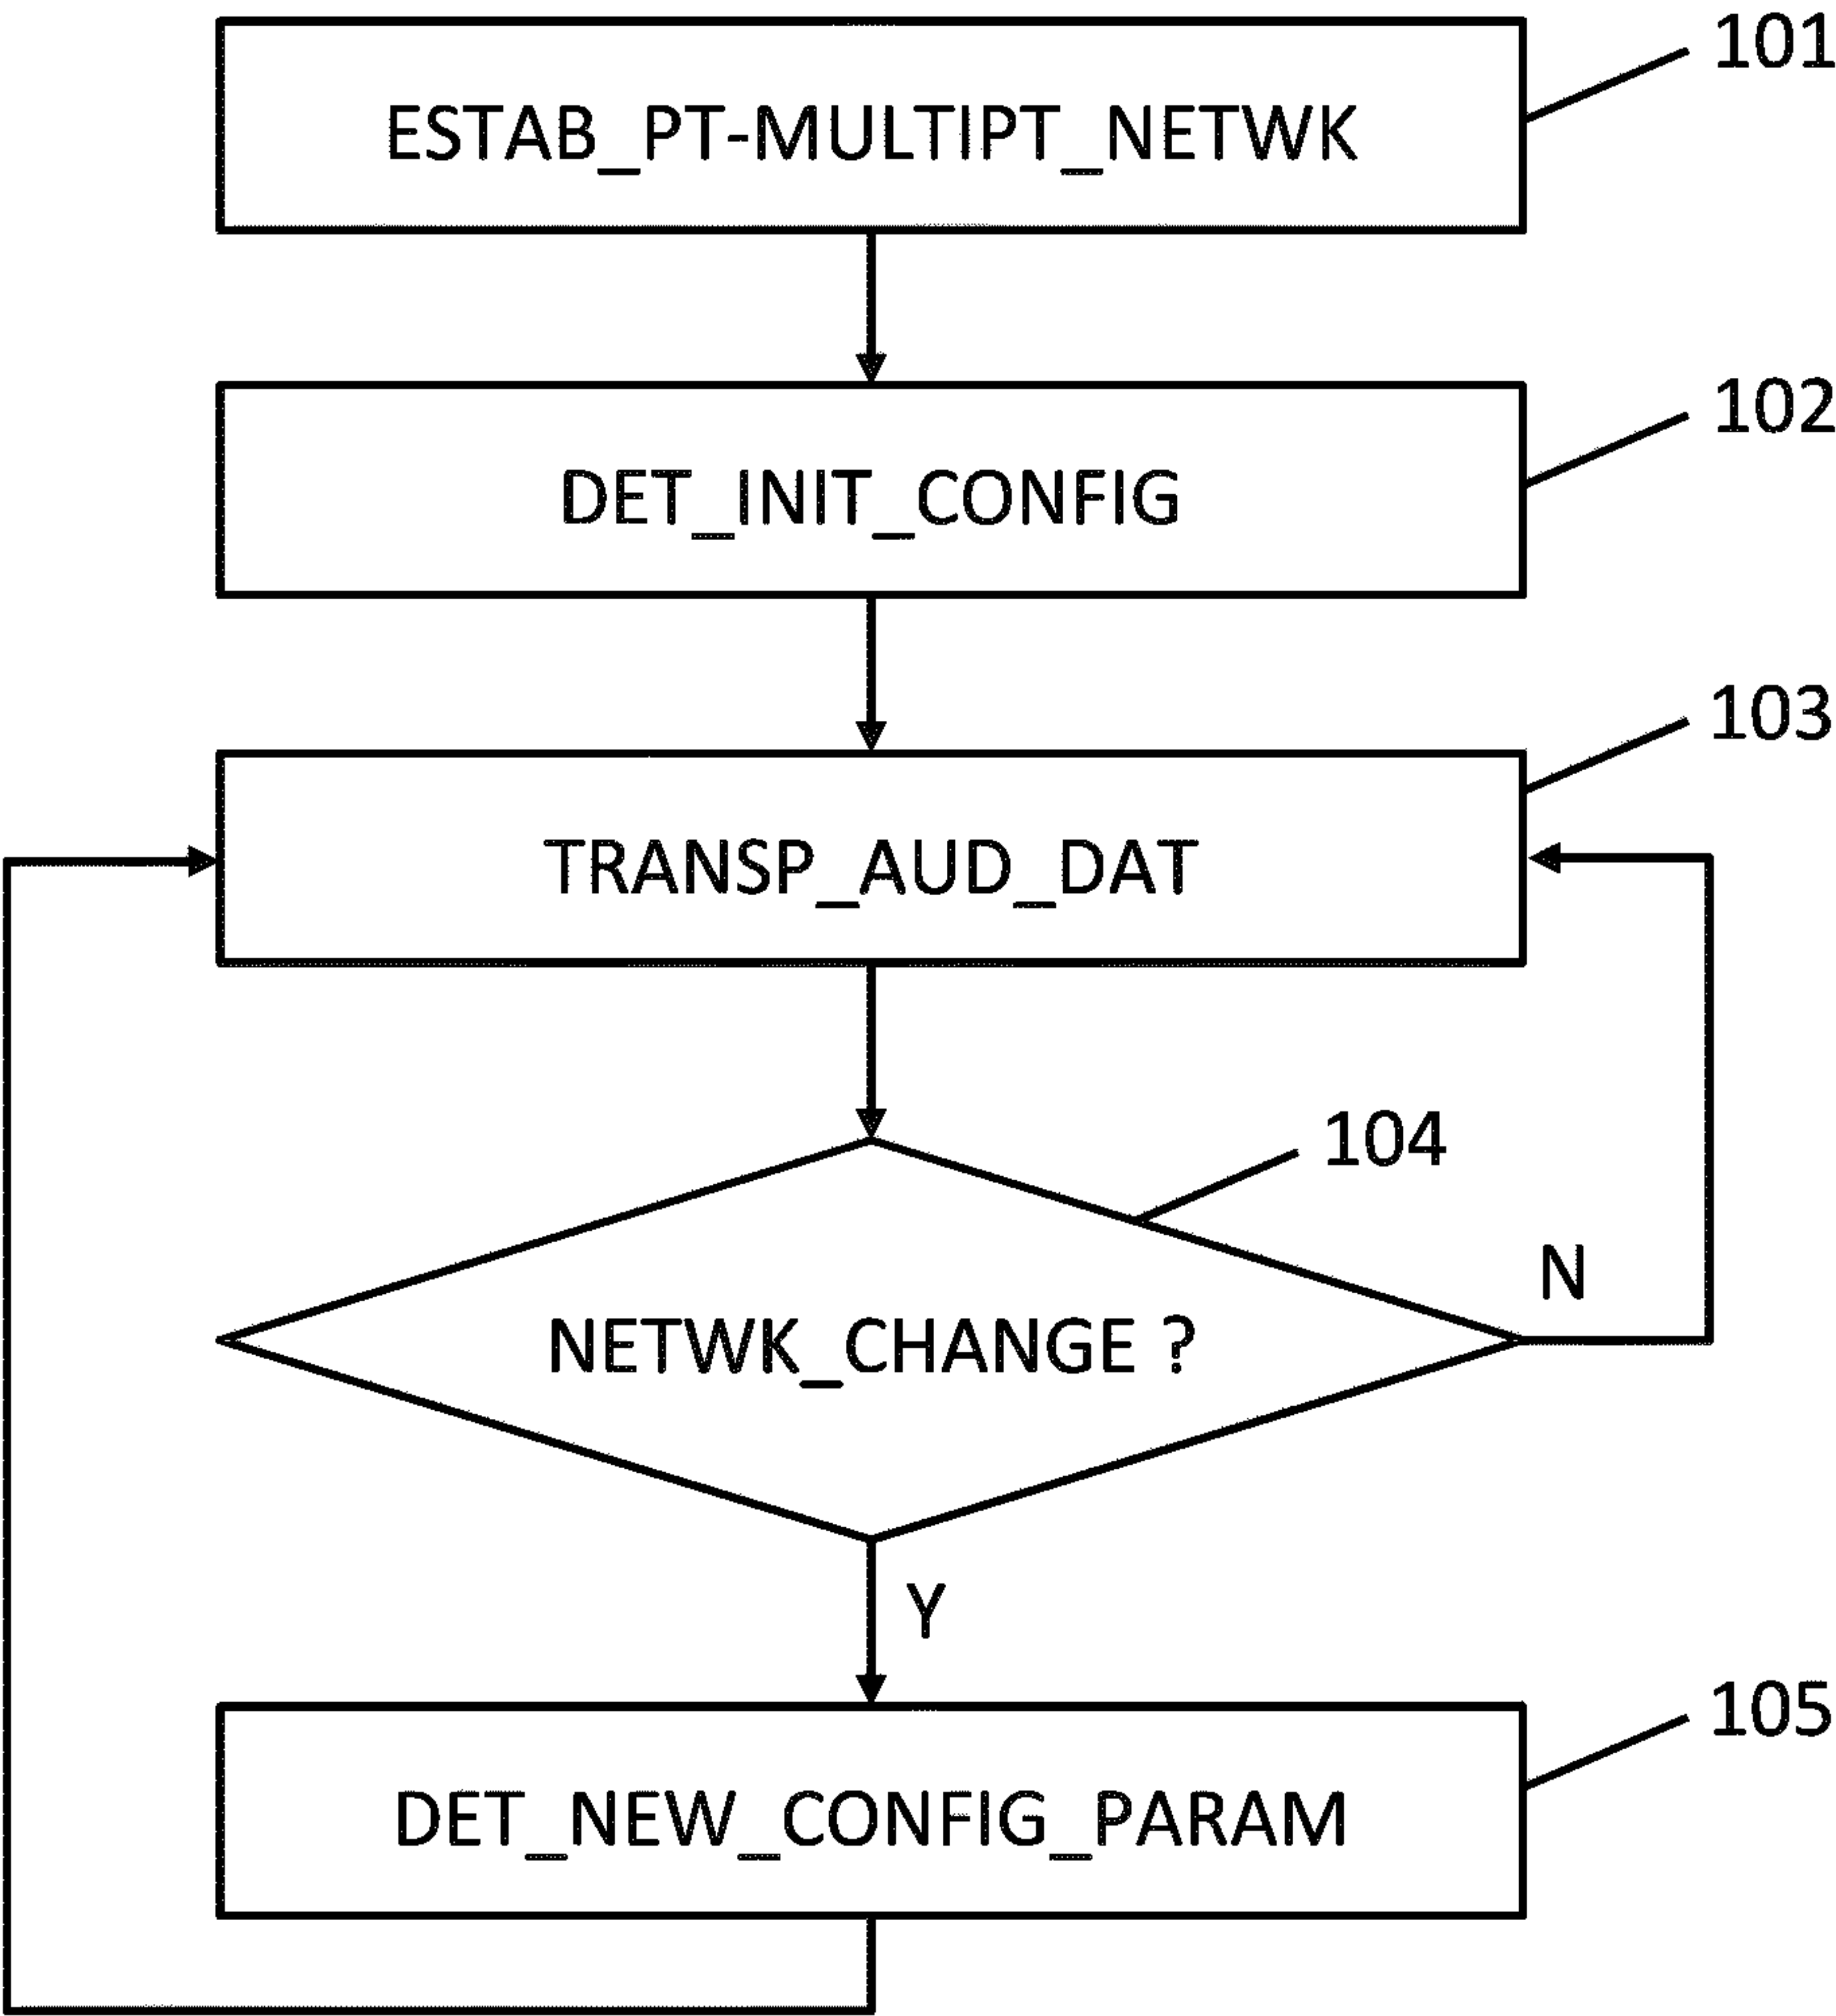 101
ESTAB_PT-MULTIPT_NETWK
102
DET_INIT_CONFIG
103
TRANSP_AUD_DAT
104
N
NETWK_CHANGE ?
Y
105
DET_NEW_CONFIG_PARAM